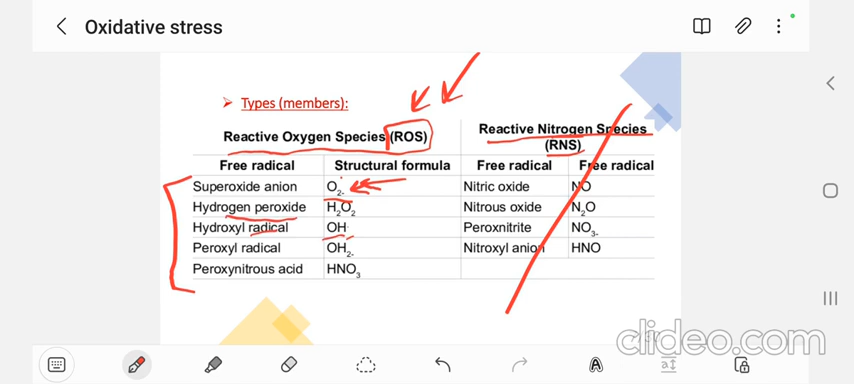 Oxidative stress
Types (members):
Reactive Oxygen Species (ROS) Reactive Nitrogen Species (RNS)
Free radical Structural formula Free radical Free radical
Superoxide anion O₂. Nitric oxide NO
Hydrogen peroxide H₂O₂ Nitrous oxide N₂O
Hydroxyl radical OH Peroxnitrite NO₃.
Peroxyl radical OH₂. Nitroxyl anion HNO
Peroxynitrous acid HNO₃
clideo.com